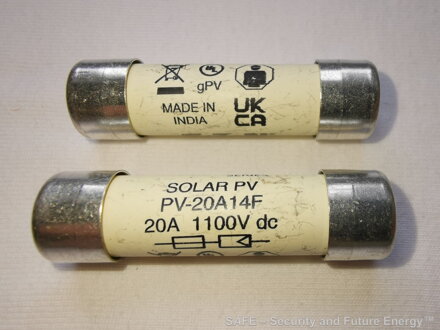 gPV
MADE IN
INDIA
UK
CA
SOLAR PV
PV-20A14F
20A 1100V dc
SAFE – Security and Future Energy™